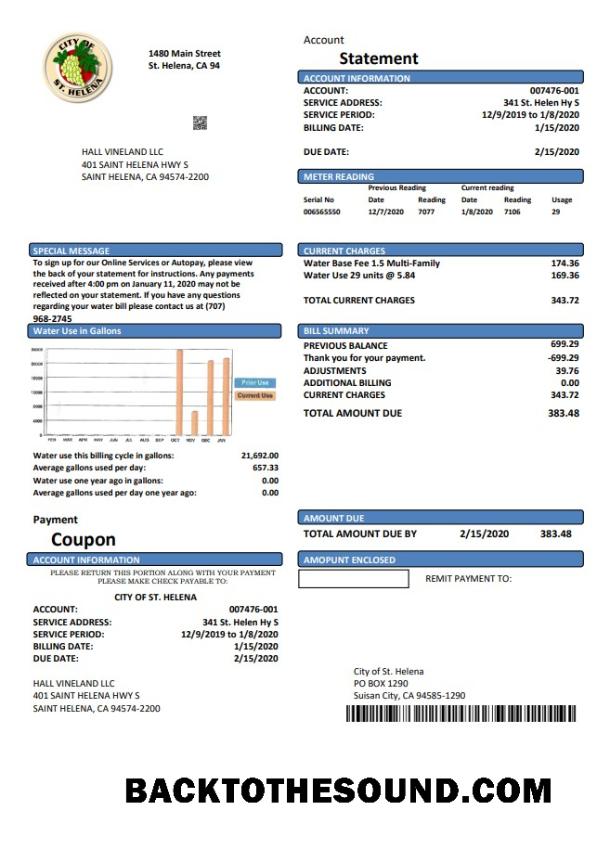 CITY OF
ST. HELENA
1480 Main Street
St. Helena, CA 94
HALL VINELAND LLC
401 SAINT HELENA HWY S
SAINT HELENA, CA 94574-2200
Account
Statement
ACCOUNT INFORMATION
ACCOUNT: 007476-001
SERVICE ADDRESS: 341 St. Helen Hy S
SERVICE PERIOD: 12/9/2019 to 1/8/2020
BILLING DATE: 1/15/2020
DUE DATE: 2/15/2020
METER READING
Previous Reading Current reading
Serial No Date Reading Date Reading Usage
006565550 12/7/2020 7077 1/8/2020 7106 29
SPECIAL MESSAGE
To sign up for our Online Services or Autopay, please view
the back of your statement for instructions. Any payments
received after 4:00 pm on January 11, 2020 may not be
reflected on your statement. If you have any questions
regarding your water bill please contact us at (707)
968-2745
CURRENT CHARGES
Water Base Fee 1.5 Multi-Family 174.36
Water Use 29 units @ 5.84 169.36
TOTAL CURRENT CHARGES 343.72
Water Use in Gallons
Prior Use
Current Use
FEB MAR APR MAY JUN JUL AUG SEP OCT NOV DEC JAN
Water use this billing cycle in gallons: 21,692.00
Average gallons used per day: 657.33
Water use one year ago in gallons: 0.00
Average gallons used per day one year ago: 0.00
BILL SUMMARY
PREVIOUS BALANCE 699.29
Thank you for your payment. -699.29
ADJUSTMENTS 39.76
ADDITIONAL BILLING 0.00
CURRENT CHARGES 343.72
TOTAL AMOUNT DUE 383.48
Payment
Coupon
ACCOUNT INFORMATION
PLEASE RETURN THIS PORTION ALONG WITH YOUR PAYMENT
PLEASE MAKE CHECK PAYABLE TO:
CITY OF ST. HELENA
ACCOUNT: 007476-001
SERVICE ADDRESS: 341 St. Helen Hy S
SERVICE PERIOD: 12/9/2019 to 1/8/2020
BILLING DATE: 1/15/2020
DUE DATE: 2/15/2020
HALL VINELAND LLC
401 SAINT HELENA HWY S
SAINT HELENA, CA 94574-2200
AMOUNT DUE
TOTAL AMOUNT DUE BY 2/15/2020 383.48
AMOPUNT ENCLOSED
REMIT PAYMENT TO:
City of St. Helena
PO BOX 1290
Suisan City, CA 94585-1290
BACKTOTHESOUND.COM